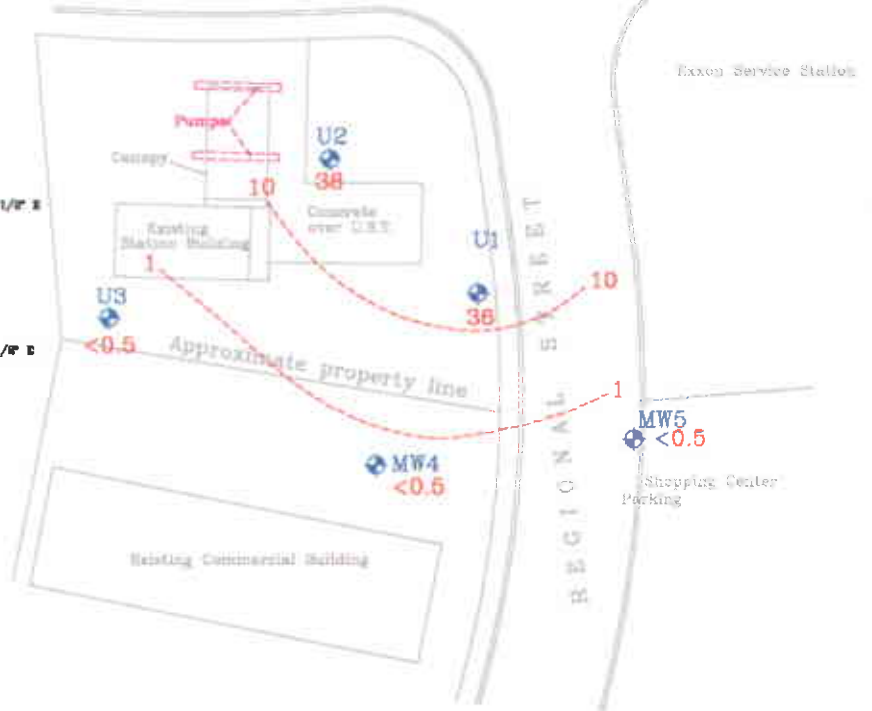 Exxon Service Station
Pumps
U2
Canopy
38
10
Concrete
over U.S.T.
Existing
Station Building
U1
1
10
U3
36
<0.5
Approximate property line
1
MW5
<0.5
MW4
<0.5
Shopping Center
Parking
Existing Commercial Building
REGIONAL STREET